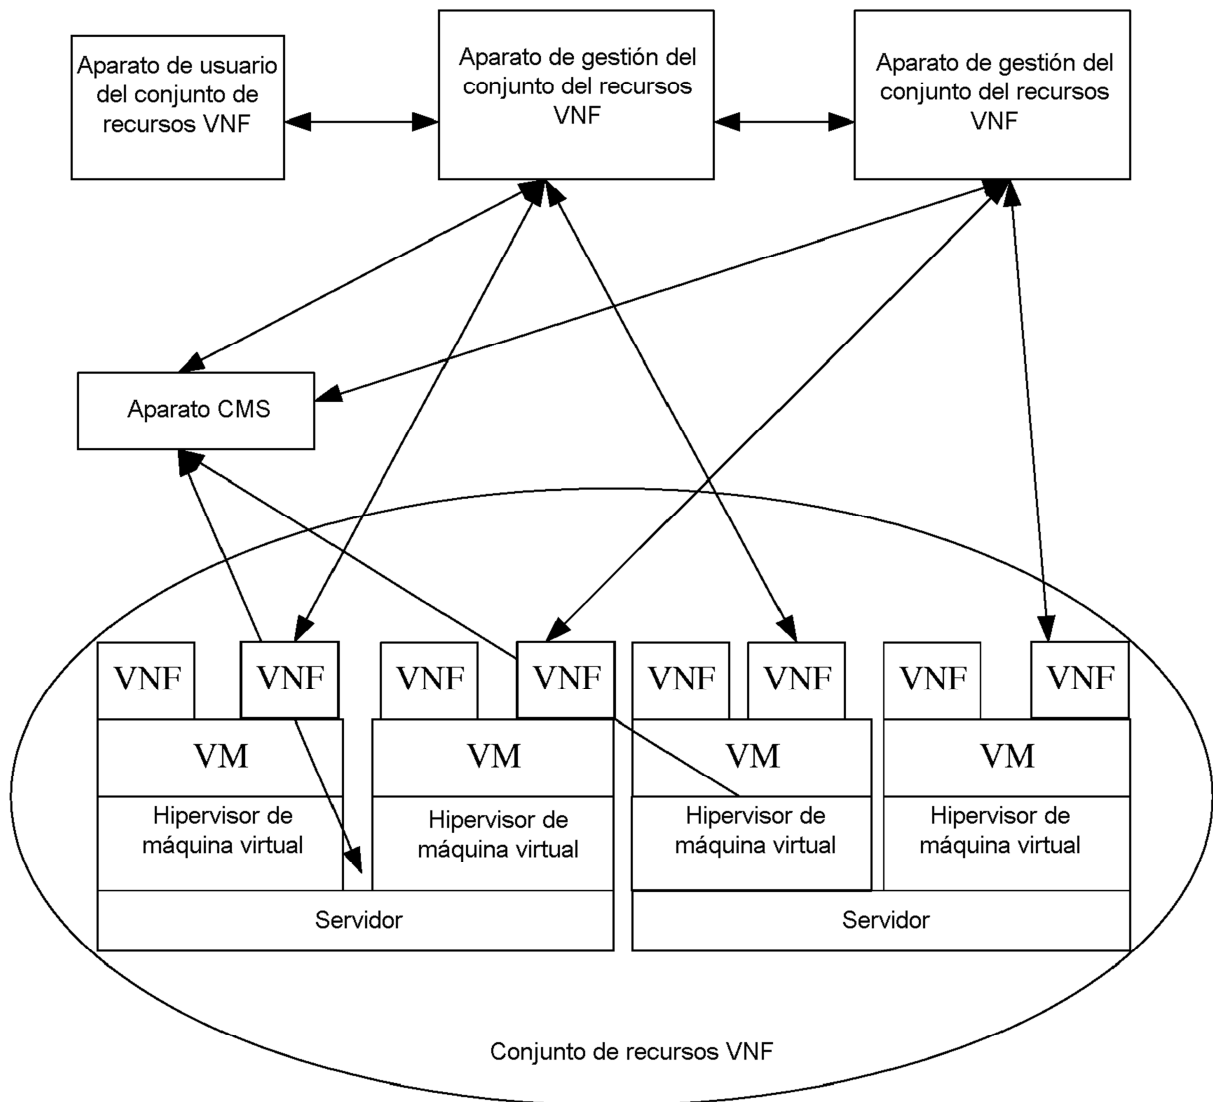 Aparato de usuario
del conjunto de
recursos VNF
Aparato de gestión del
conjunto del recursos
VNF
Aparato de gestión del
conjunto del recursos
VNF
Aparato CMS
VNF
VNF
VNF
VNF
VNF
VNF
VNF
VNF
VM
VM
VM
VM
Hipervisor de
máquina virtual
Hipervisor de
máquina virtual
Hipervisor de
máquina virtual
Hipervisor de
máquina virtual
Servidor
Servidor
Conjunto de recursos VNF